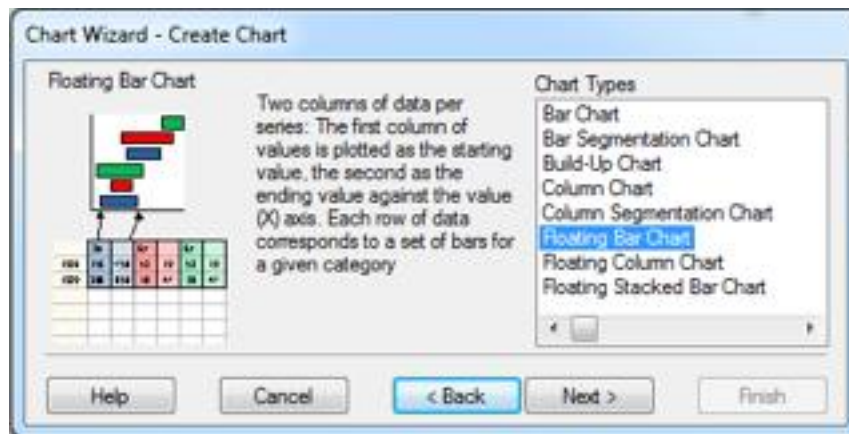 Chart Wizard - Create Chart
Floating Bar Chart
Two columns of data per
series: The first column of
values is plotted as the starting
value, the second as the
ending value against the value
(X) axis. Each row of data
corresponds to a set of bars for
a given category
Chart Types
Bar Chart
Bar Segmentation Chart
Build-Up Chart
Column Chart
Column Segmentation Chart
Floating Bar Chart
Floating Column Chart
Floating Stacked Bar Chart
Help
Cancel
< Back
Next >
Finish